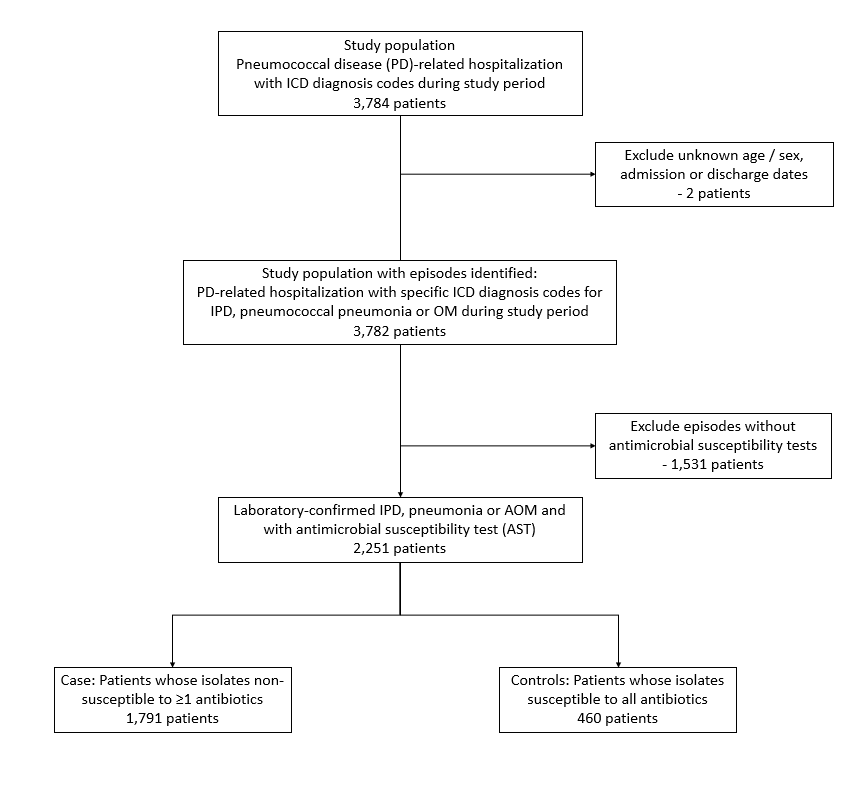 Study population
Pneumococcal disease (PD)-related hospitalization
with ICD diagnosis codes during study period
3,784 patients
Exclude unknown age / sex,
admission or discharge dates
- 2 patients
Study population with episodes identified:
PD-related hospitalization with specific ICD diagnosis codes for
IPD, pneumococcal pneumonia or OM during study period
3,782 patients
Exclude episodes without
antimicrobial susceptibility tests
- 1,531 patients
Laboratory-confirmed IPD, pneumonia or AOM and
with antimicrobial susceptibility test (AST)
2,251 patients
Case: Patients whose isolates non-
susceptible to ≥1 antibiotics
1,791 patients
Controls: Patients whose isolates
susceptible to all antibiotics
460 patients